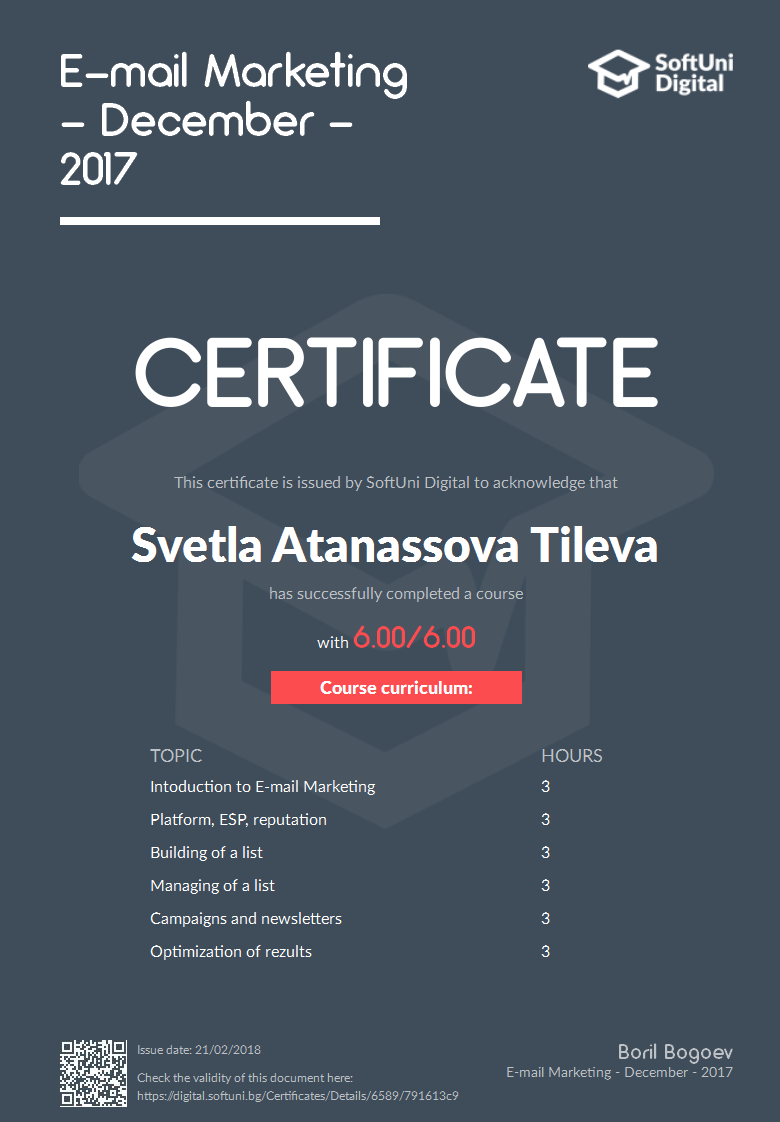 E-mail Marketing
- December -
2017
SoftUni
Digital
CERTIFICATE
This certificate is issued by SoftUni Digital to acknowledge that
Svetla Atanassova Tileva
has successfully completed a course
with 6.00/6.00
Course curriculum:
TOPIC HOURS
Intoduction to E-mail Marketing 3
Platform, ESP, reputation 3
Building of a list 3
Managing of a list 3
Campaigns and newsletters 3
Optimization of rezults 3
Issue date: 21/02/2018
Check the validity of this document here:
https://digital.softuni.bg/Certificates/Details/6589/791613c9
Boril Bogoev
E-mail Marketing - December - 2017